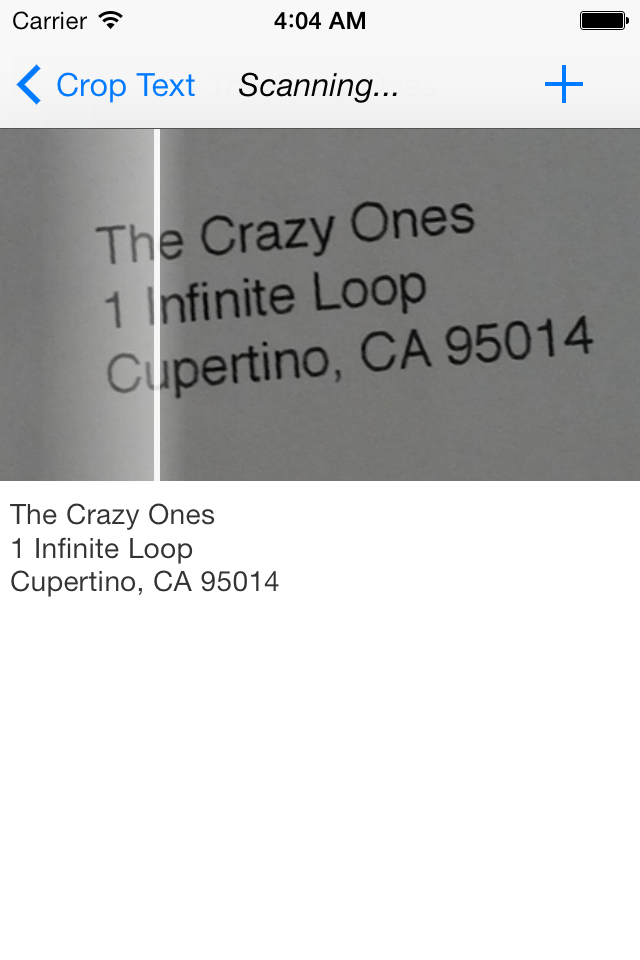 Carrier 4:04 AM
Crop Text Scanning...
The Crazy Ones
1 Infinite Loop
Cupertino, CA 95014
The Crazy Ones
1 Infinite Loop
Cupertino, CA 95014